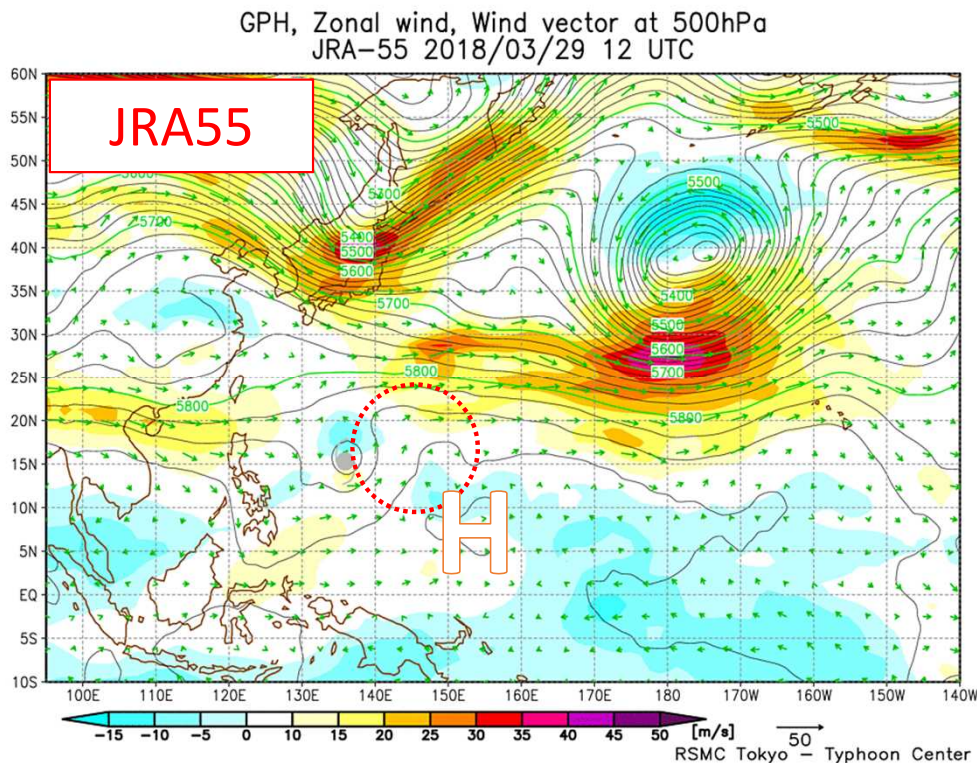 GPH, Zonal wind, Wind vector at 500hPa
JRA-55 2018/03/29 12 UTC
60N
JRA55
55N
5500
50N
5500
5700
45N
5700
5400
40N
5500
5600
35N
5400
5700
30N
5500
5600
5700
25N
5800
5800
5800
20N
15N
10N
H
5N
EQ
5S
10S
100E 110E 120E 130E 140E 150E 160E 170E 180 170W 160W 150W 140W
-15 -10 -5 0 10 15 20 25 30 35 40 45 50 [m/s]
50
RSMC Tokyo - Typhoon Center